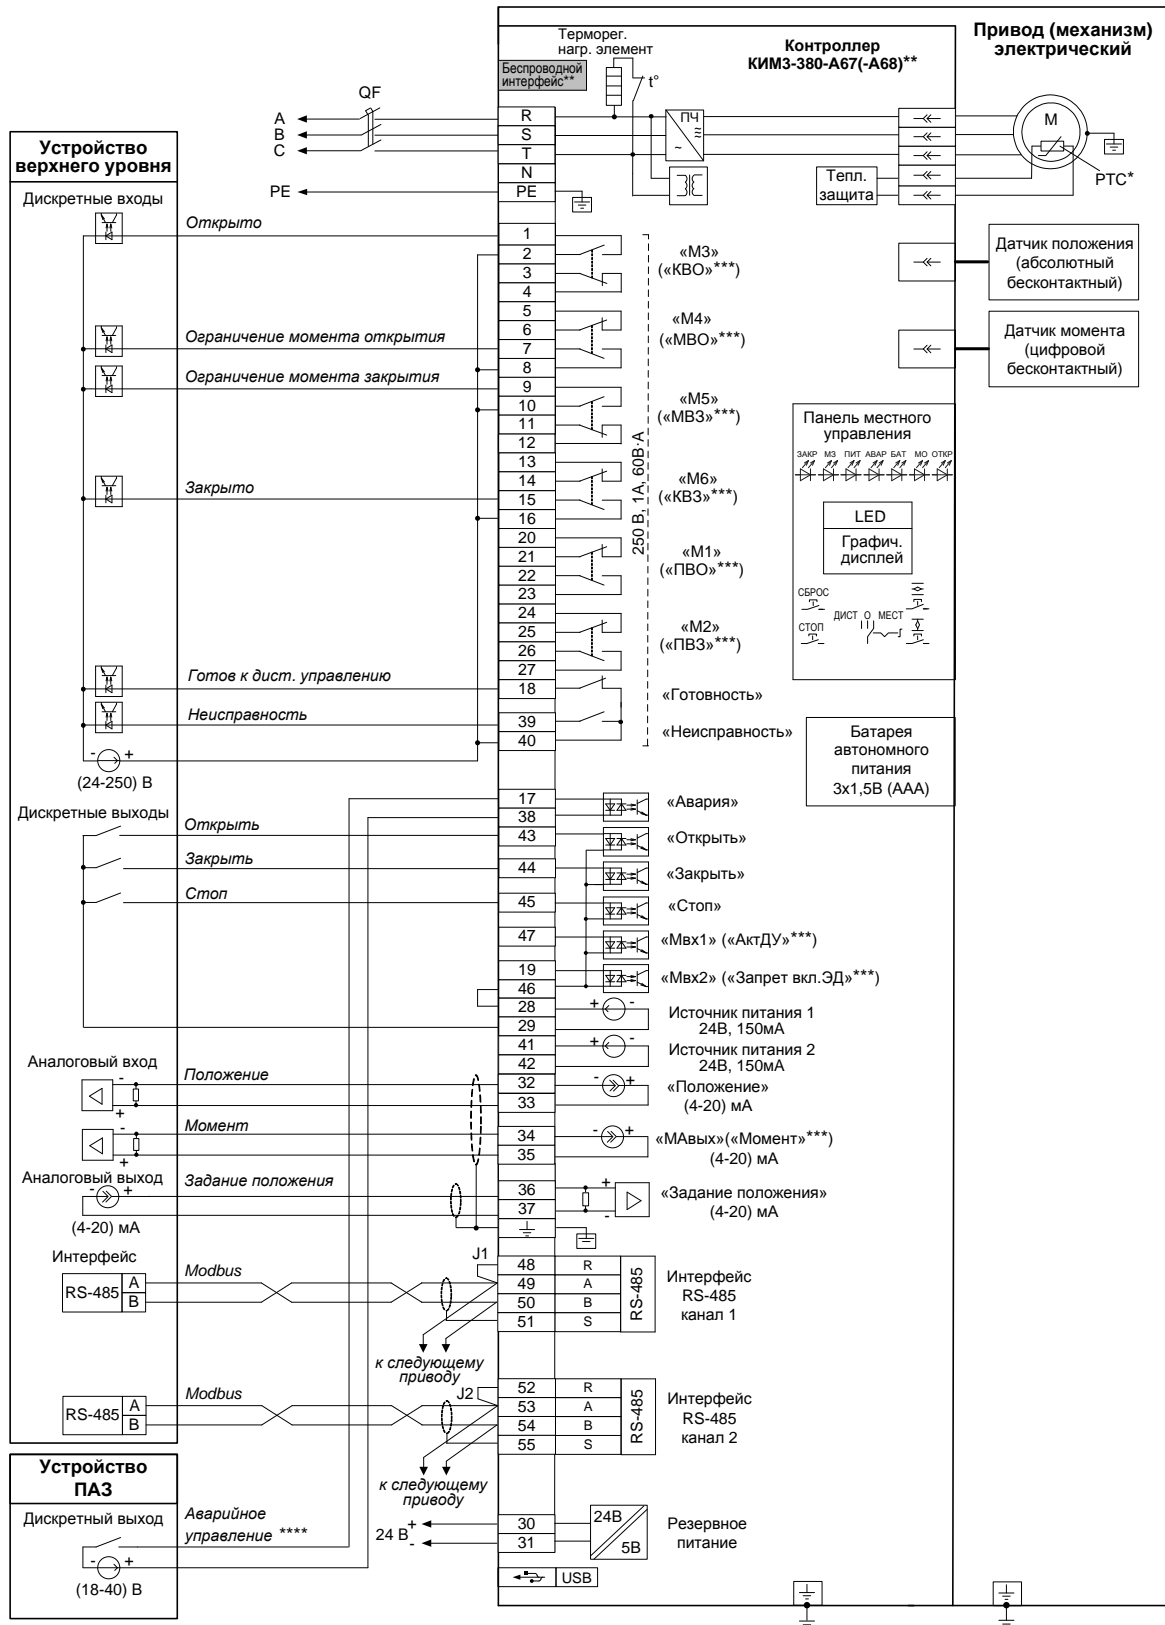 Привод (механизм)
электрический
Контроллер
КИМ3-380-А67(-А68)**
Терморег.
нагр. элемент
t°
Беспроводной
интерфейс**
QF
A
B
C
PE
R
S
T
N
PE
ПЧ
≈
~
Тепл.
защита
M
PTC*
Устройство
верхнего уровня
Дискретные входы
Открыто
1
2
3
4
«М3»
(«КВО»***)
Датчик положения
(абсолютный
бесконтактный)
5
6
7
8
«М4»
(«МВО»***)
Ограничение момента открытия
Датчик момента
(цифровой
бесконтактный)
Ограничение момента закрытия
9
10
11
12
«М5»
(«МВЗ»***)
Закрыто
13
14
15
16
«М6»
(«КВЗ»***)
20
21
22
23
«М1»
(«ПВО»***)
24
25
26
27
«М2»
(«ПВЗ»***)
250 В, 1А, 60В·А
Панель местного
управления
ЗАКР МЗ ПИТ АВАР БАТ МО ОТКР
LED
Графич.
дисплей
СБРОС
СТОП
ДИСТ О МЕСТ
Готов к дист. управлению
18
«Готовность»
Неисправность
39
40
«Неисправность»
- +
(24-250) В
Батарея
автономного
питания
3х1,5В (ААА)
Дискретные выходы
17
38
«Авария»
Открыть
43
«Открыть»
Закрыть
44
«Закрыть»
Стоп
45
«Стоп»
47
«Мвх1» («АктДУ»***)
19
46
«Мвх2» («Запрет вкл.ЭД»***)
28
29
+ -
Источник питания 1
24В, 150мА
41
42
+ -
Источник питания 2
24В, 150мА
Аналоговый вход
-
+
Положение
32
33
- +
«Положение»
(4-20) мА
-
+
Момент
34
35
- +
«МАвых»(«Момент»***)
(4-20) мА
Аналоговый выход
- +
(4-20) мА
Задание положения
36
37
+
-
«Задание положения»
(4-20) мА
Интерфейс
RS-485
A
B
Modbus
J1
48 R
49 A
50 B
51 S
RS-485
Интерфейс
RS-485
канал 1
к следующему
приводу
RS-485
A
B
Modbus
J2
52 R
53 A
54 B
55 S
RS-485
Интерфейс
RS-485
канал 2
к следующему
приводу
Устройство
ПАЗ
Дискретный выход
- +
(18-40) В
Аварийное
управление ****
24 В
+
-
30
31
24В
5В
Резервное
питание
USB